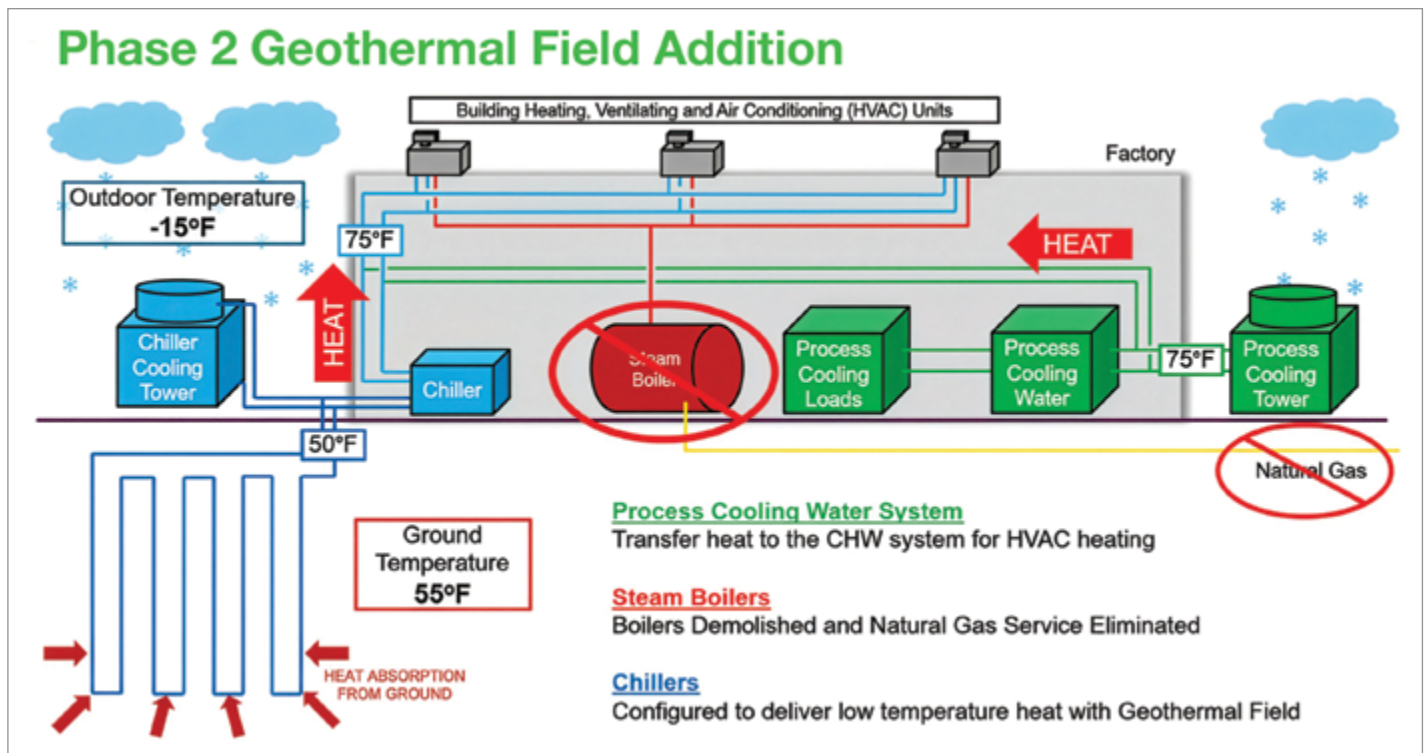 Phase 2 Geothermal Field Addition
Building Heating, Ventilating and Air Conditioning (HVAC) Units
Factory
Outdoor Temperature
-15ºF
75°F
HEAT
HEAT
Chiller
Cooling
Tower
Chiller
Steam
Boiler
Process
Cooling
Loads
Process
Cooling
Water
75°F
Process
Cooling
Tower
50°F
Natural Gas
Ground
Temperature
55ºF
HEAT ABSORPTION
FROM GROUND
Process Cooling Water System
Transfer heat to the CHW system for HVAC heating
Steam Boilers
Boilers Demolished and Natural Gas Service Eliminated
Chillers
Configured to deliver low temperature heat with Geothermal Field